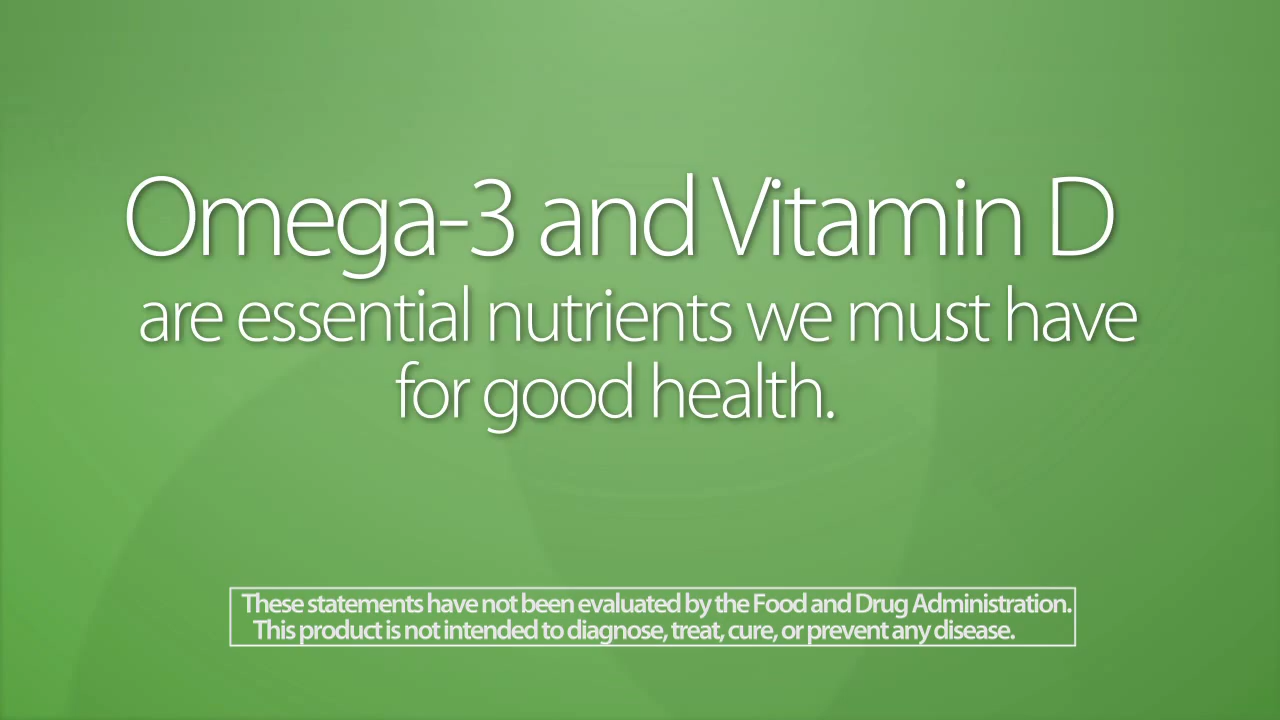 Omega-3 and Vitamin D
are essential nutrients we must have
for good health.
These statements have not been evaluated by the Food and Drug Administration.
This product is not intended to diagnose, treat, cure, or prevent any disease.